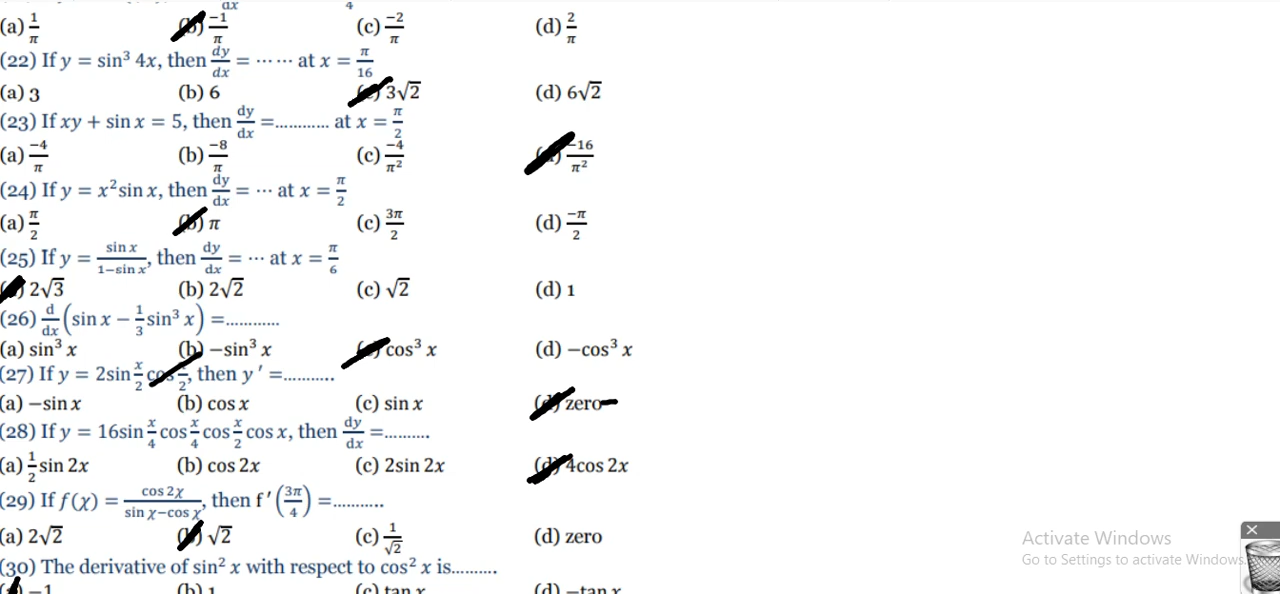 dx 4
(a) 1/π (b) −1/π (c) −2/π (d) 2/π
(22) If y = sin³ 4x, then dy/dx = ⋯⋯ at x = π/16
(a) 3 (b) 6 3√2 (d) 6√2
(23) If xy + sin x = 5, then dy/dx =............ at x = π/2
(a) −4/π (b) −8/π (c) −4/π² −16/π²
(24) If y = x² sin x, then dy/dx = ⋯ at x = π/2
(a) π/2 (b) π (c) 3π/2 (d) −π/2
(25) If y = sin x/1−sin x, then dy/dx = ⋯ at x = π/6
2√3 (b) 2√2 (c) √2 (d) 1
(26) d/dx (sin x − 1/3 sin³ x) =............
(a) sin³ x (b) −sin³ x cos³ x (d) −cos³ x
(27) If y = 2sin x/2 cos x/2, then y ′ =...........
(a) −sin x (b) cos x (c) sin x (d) zero
(28) If y = 16sin x/4 cos x/4 cos x/2 cos x, then dy/dx =..........
(a) 1/2 sin 2x (b) cos 2x (c) 2sin 2x (d) 4cos 2x
(29) If f(χ) = cos 2χ/sin χ−cos χ, then f ′(3π/4) =...........
(a) 2√2 (b) √2 (c) 1/√2 (d) zero
(30) The derivative of sin² x with respect to cos² x is..........
−1 (b) 1 (c) tan x (d) −tan x
Activate Windows
Go to Settings to activate Windows.